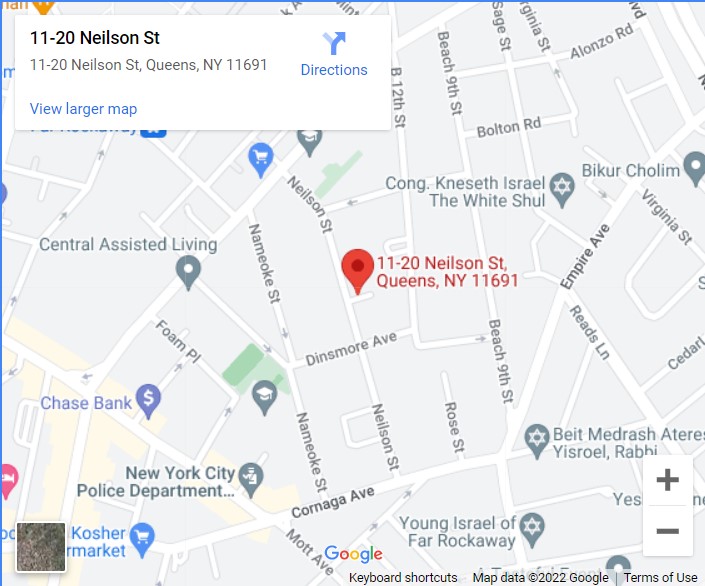 11-20 Neilson St
11-20 Neilson St, Queens, NY 11691
View larger map
Directions
B 12th St
Beach 9th St
Sage St
Virginia St
Alonzo Rd
Bolton Rd
Bikur Cholim
Virginia St
Cong. Kneseth Israel
The White Shul
Neilson St
Central Assisted Living
Nameoke St
11-20 Neilson St,
Queens, NY 11691
Empire Ave
Reads Ln
Foam Pl
Dinsmore Ave
Beach 9th St
Chase Bank
Nameoke St
Neilson St
Rose St
Beit Medrash Ateres
Yisroel, Rabbi
New York City
Police Department...
Cornaga Ave
Kosher
Mott Ave
Young Israel of
Far Rockaway
Google
Keyboard shortcuts
Map data ©2022 Google
Terms of Use